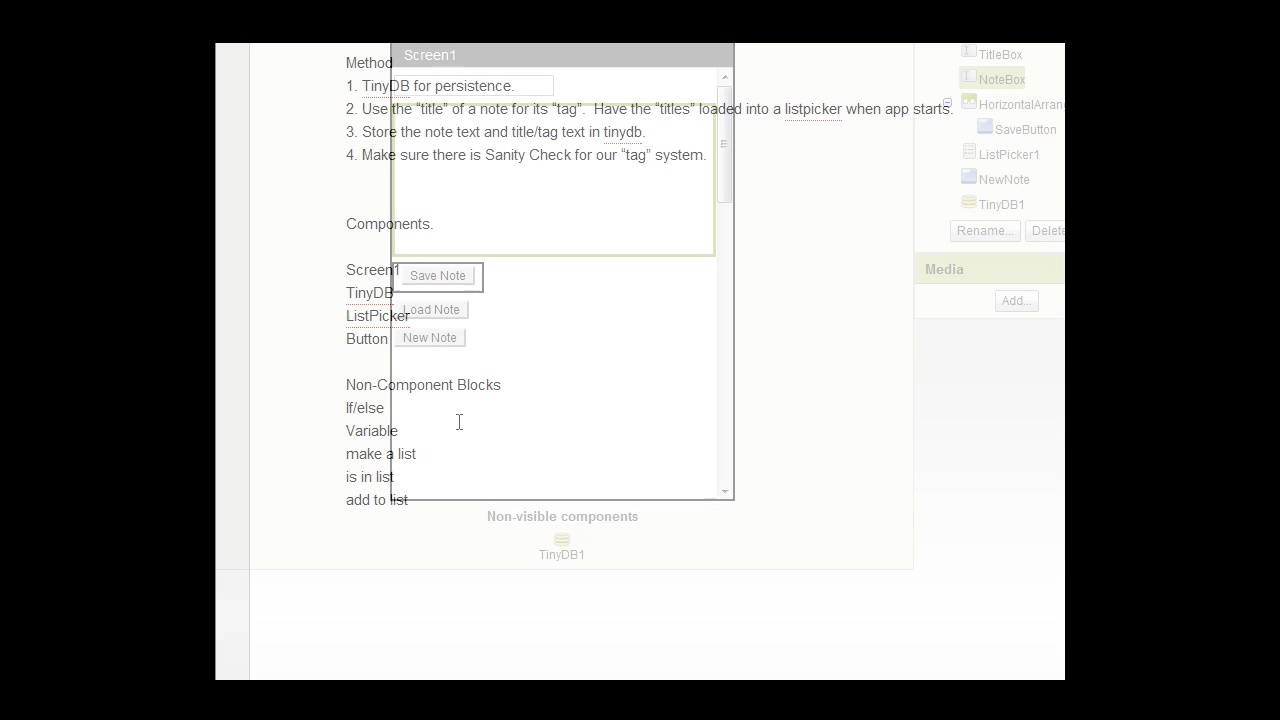 Screen1
Method
1. TinyDB for persistence.
2. Use the “title” of a note for its “tag”.  Have the “titles” loaded into a listpicker when app starts.
3. Store the note text and title/tag text in tinydb.
4. Make sure there is Sanity Check for our “tag” system.
Components.
Screen1
TinyDB
ListPicker
Button
Save Note
Load Note
New Note
Non-Component Blocks
If/else
Variable
make a list
is in list
add to list
Non-visible components
TinyDB1
TitleBox
NoteBox
HorizontalArran
SaveButton
ListPicker1
NewNote
TinyDB1
Rename...
Delete
Media
Add...